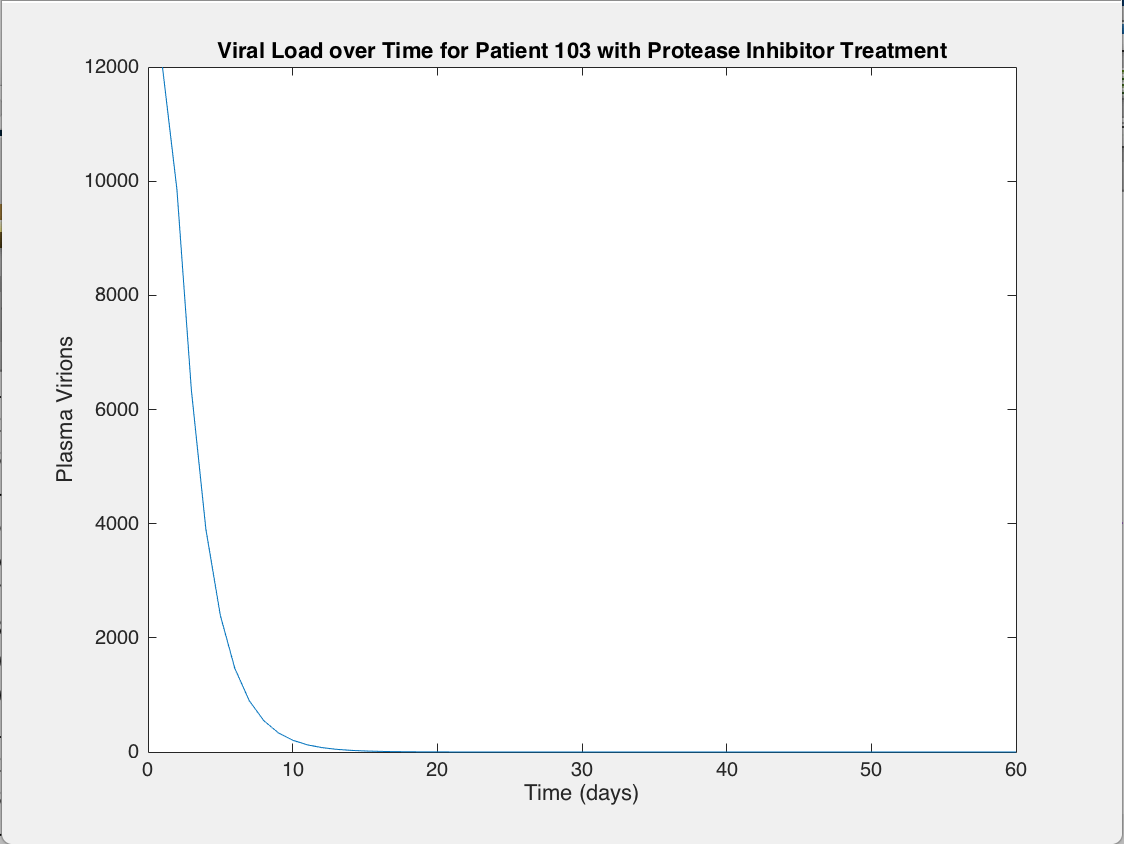 Viral Load over Time for Patient 103 with Protease Inhibitor Treatment
12000
10000
8000
6000
4000
2000
0
Plasma Virions
0 10 20 30 40 50 60
Time (days)